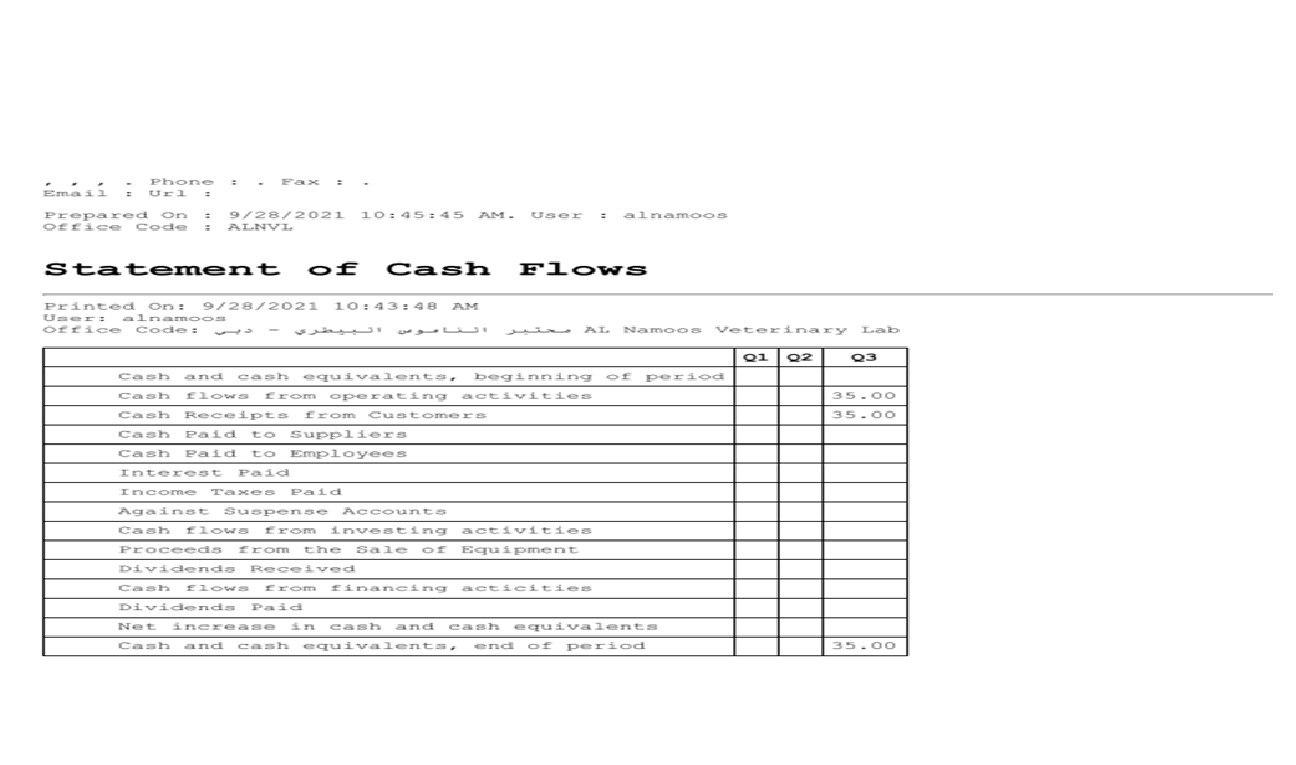 , , , . Phone : . Fax : .
Email : Url :
Prepared On : 9/28/2021 10:45:45 AM. User : alnamoos
Office Code : ALNVL
Statement of Cash Flows
Printed On: 9/28/2021 10:43:48 AM
User: alnamoos
Office Code: مختبر الناموس البيطري - دبي AL Namoos Veterinary Lab
Q1 Q2 Q3
Cash and cash equivalents, beginning of period
Cash flows from operating activities 35.00
Cash Receipts from Customers 35.00
Cash Paid to Suppliers
Cash Paid to Employees
Interest Paid
Income Taxes Paid
Against Suspense Accounts
Cash flows from investing activities
Proceeds from the Sale of Equipment
Dividends Received
Cash flows from financing acticities
Dividends Paid
Net increase in cash and cash equivalents
Cash and cash equivalents, end of period 35.00